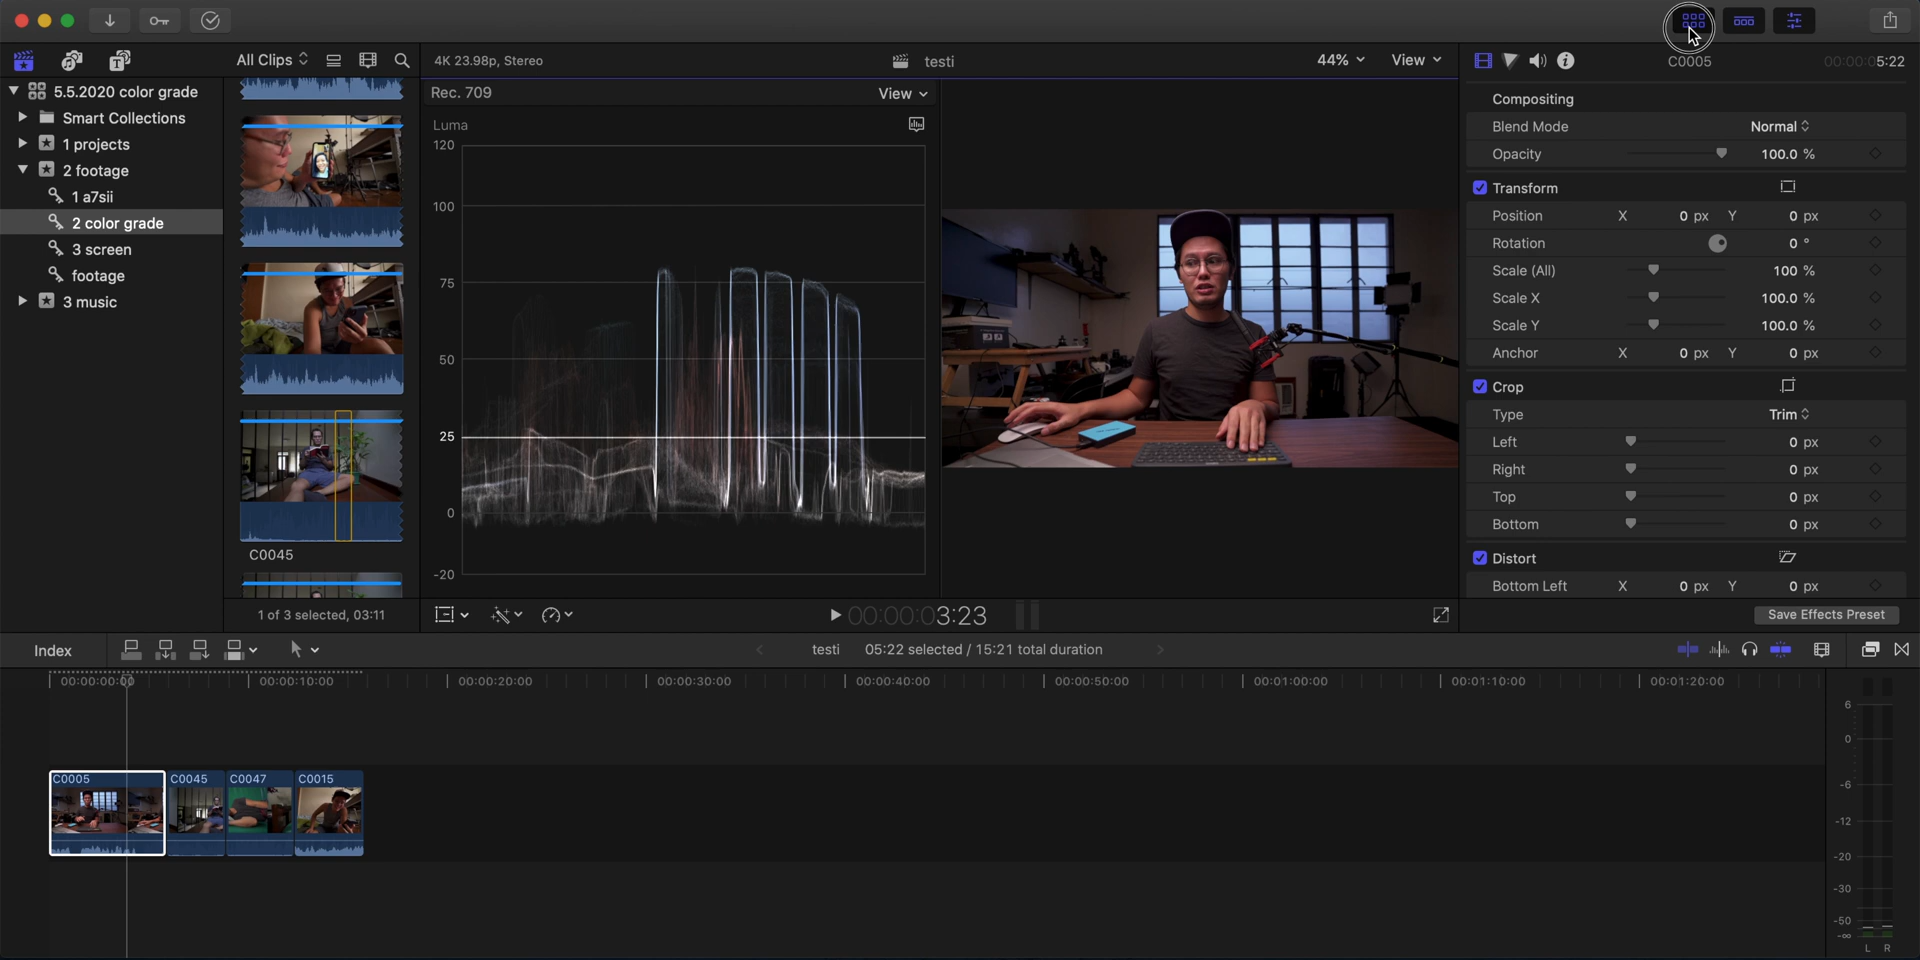 All Clips
4K 23.98p, Stereo
testi
44%
View
C0005
00:00:05:22
5.5.2020 color grade
Smart Collections
1 projects
2 footage
1 a7sii
2 color grade
3 screen
footage
3 music
C0045
1 of 3 selected, 03:11
Rec. 709
View
Luma
120
100
75
50
25
0
-20
00:00:03:23
Compositing
Blend Mode Normal
Opacity 100.0 %
Transform
Position X 0 px Y 0 px
Rotation 0 °
Scale (All) 100 %
Scale X 100.0 %
Scale Y 100.0 %
Anchor X 0 px Y 0 px
Crop
Type Trim
Left 0 px
Right 0 px
Top 0 px
Bottom 0 px
Distort
Bottom Left X 0 px Y 0 px
Save Effects Preset
Index
testi 05:22 selected / 15:21 total duration
00:00:00:00 00:00:10:00 00:00:20:00 00:00:30:00 00:00:40:00 00:00:50:00 00:01:00:00 00:01:10:00 00:01:20:00
C0005 C0045 C0047 C0015
6
0
-6
-12
-20
-30
-50
-∞
L R